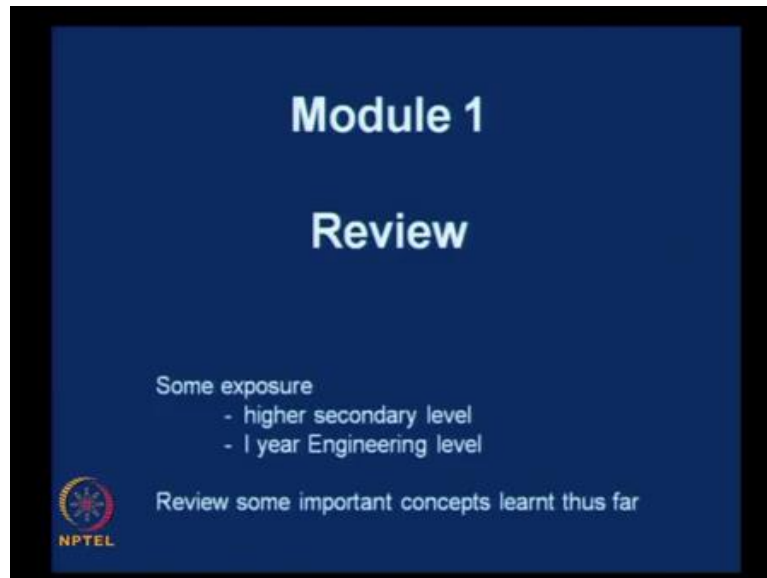 Module 1
Review
Some exposure
- higher secondary level
- I year Engineering level
Review some important concepts learnt thus far
NPTEL